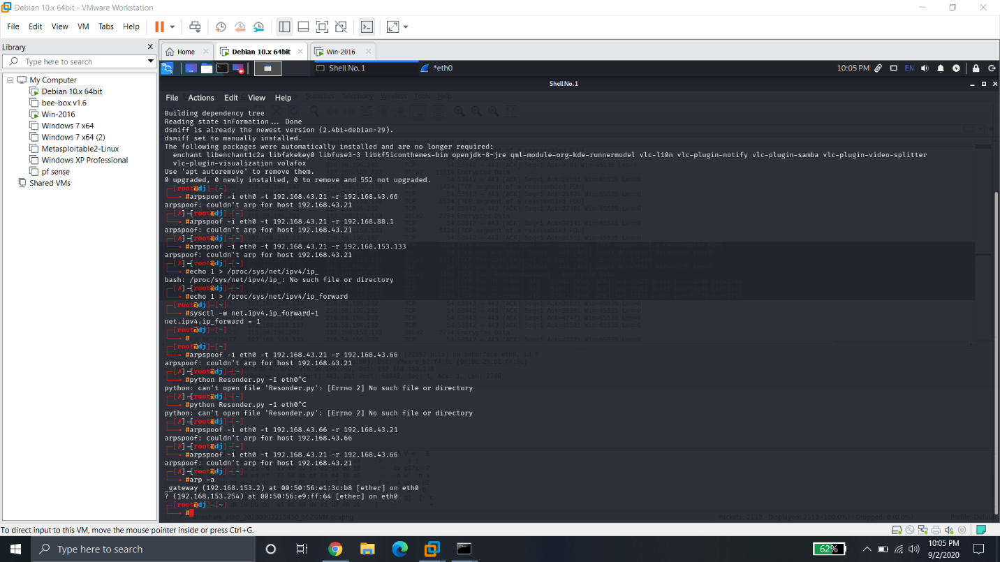 Debian 10.x 64bit - VMware Workstation
File Edit View VM Tabs Help
Library
Type here to search
My Computer
Debian 10.x 64bit
bee-box v1.6
Win-2016
Windows 7 x64
Windows 7 x64 (2)
Metasploitable2-Linux
Windows XP Professional
pf sense
Shared VMs
Home Debian 10.x 64bit Win-2016
Shell No. 1 *eth0 10:05 PM EN
Shell No. 1
File Actions Edit View Help
Building dependency tree
Reading state information... Done
dsniff is already the newest version (2.4b1+debian-29).
dsniff set to manually installed.
The following packages were automatically installed and are no longer required:
enchant libenchant1c2a libfakekey0 libfuse3-3 libkf5iconthemes-bin openjdk-8-jre qml-module-org-kde-runnermodel vlc-l10n vlc-plugin-notify vlc-plugin-samba vlc-plugin-video-splitter
vlc-plugin-visualization volafox
Use 'apt autoremove' to remove them.
0 upgraded, 0 newly installed, 0 to remove and 552 not upgraded.
[root@dj]-[~]
#arpspoof -i eth0 -t 192.168.43.21 -r 192.168.43.66
arpspoof: couldn't arp for host 192.168.43.21
[✗]-[root@dj]-[~]
#arpspoof -i eth0 -t 192.168.43.21 -r 192.168.88.1
arpspoof: couldn't arp for host 192.168.43.21
[✗]-[root@dj]-[~]
#arpspoof -i eth0 -t 192.168.43.21 -r 192.168.153.133
arpspoof: couldn't arp for host 192.168.43.21
[✗]-[root@dj]-[~]
#echo 1 > /proc/sys/net/ipv4/ip_
bash: /proc/sys/net/ipv4/ip_: No such file or directory
[✗]-[root@dj]-[~]
#echo 1 > /proc/sys/net/ipv4/ip_forward
[root@dj]-[~]
#sysctl -w net.ipv4.ip_forward=1
net.ipv4.ip_forward = 1
[root@dj]-[~]
#
[root@dj]-[~]
#arpspoof -i eth0 -t 192.168.43.21 -r 192.168.43.66
arpspoof: couldn't arp for host 192.168.43.21
[✗]-[root@dj]-[~]
#python Resonder.py -I eth0^C
python: can't open file 'Resonder.py': [Errno 2] No such file or directory
[✗]-[root@dj]-[~]
#python Resonder.py -1 eth0^C
python: can't open file 'Resonder.py': [Errno 2] No such file or directory
[✗]-[root@dj]-[~]
#arpspoof -i eth0 -t 192.168.43.66 -r 192.168.43.21
arpspoof: couldn't arp for host 192.168.43.66
[✗]-[root@dj]-[~]
#arpspoof -i eth0 -t 192.168.43.21 -r 192.168.43.66
arpspoof: couldn't arp for host 192.168.43.21
[✗]-[root@dj]-[~]
#arp -a
_gateway (192.168.153.2) at 00:50:56:e1:3c:b8 [ether] on eth0
? (192.168.153.254) at 00:50:56:e9:ff:64 [ether] on eth0
[root@dj]-[~]
#
To direct input to this VM, move the mouse pointer inside or press Ctrl+G.
Type here to search
62%
10:05 PM
9/2/2020